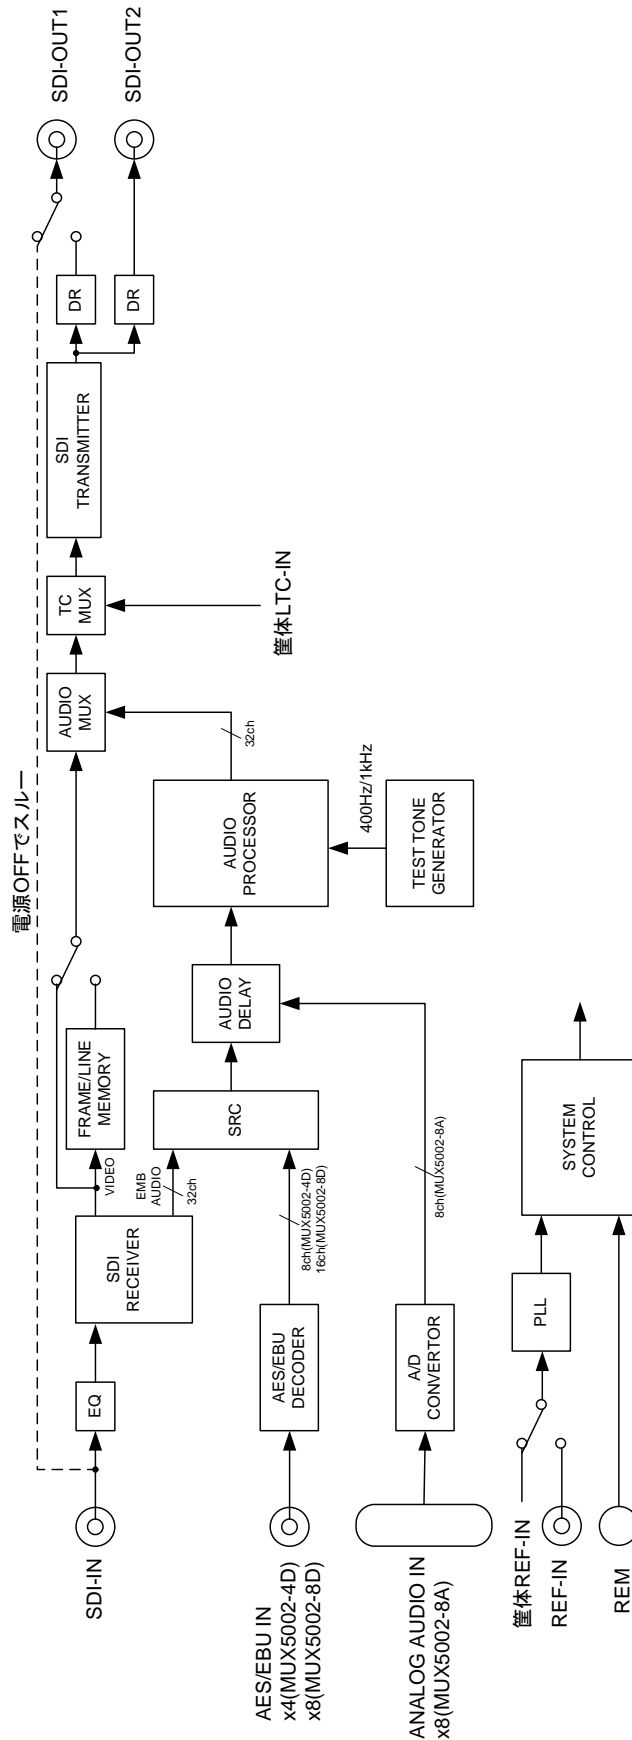 電源OFFでスルー
SDI-IN
EQ
SDI
RECEIVER
VIDEO
FRAME/LINE
MEMORY
EMB
AUDIO
32ch
AUDIO
MUX
TC
MUX
SDI
TRANSMITTER
DR
DR
SDI-OUT1
SDI-OUT2
筐体LTC-IN
AES/EBU IN
x4(MUX5002-4D)
x8(MUX5002-8D)
AES/EBU
DECODER
8ch(MUX5002-4D)
16ch(MUX5002-8D)
SRC
AUDIO
DELAY
AUDIO
PROCESSOR
32ch
400Hz/1kHz
TEST TONE
GENERATOR
ANALOG AUDIO IN
x8(MUX5002-8A)
A/D
CONVERTOR
8ch(MUX5002-8A)
筐体REF-IN
REF-IN
REM
PLL
SYSTEM
CONTROL